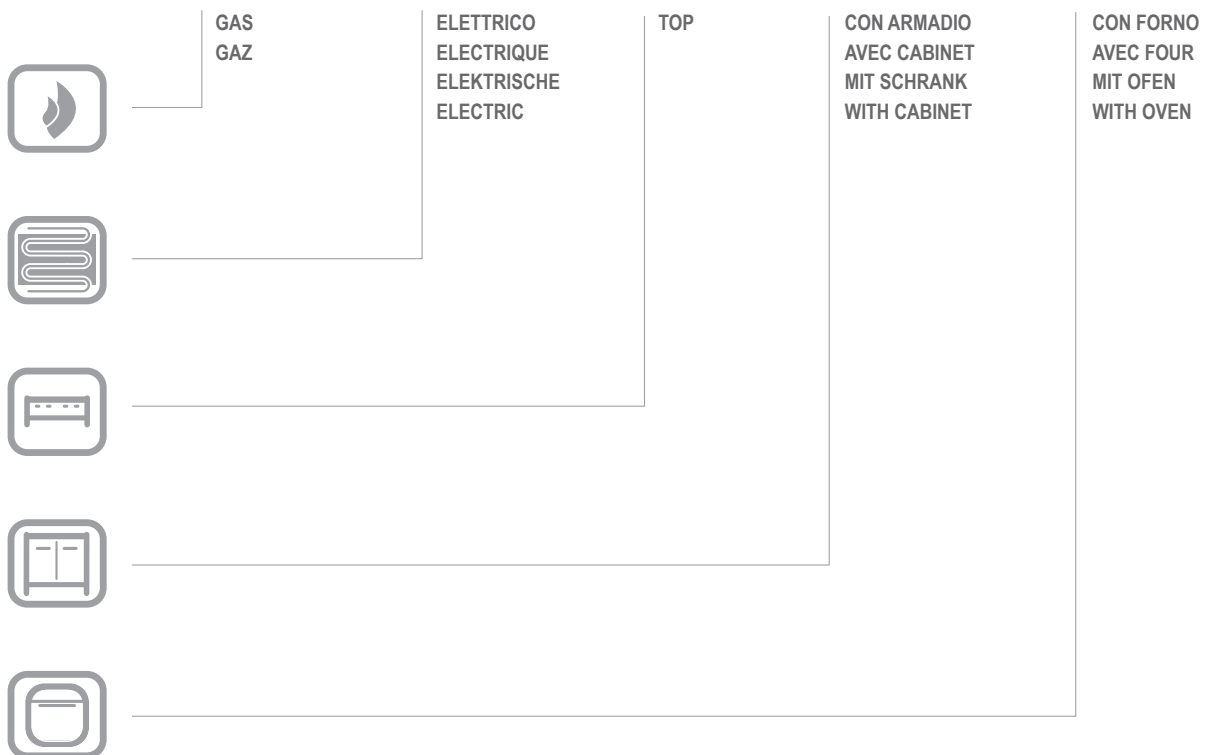 GAS
GAZ
ELETTRICO
ELECTRIQUE
ELEKTRISCHE
ELECTRIC
TOP
CON ARMADIO
AVEC CABINET
MIT SCHRANK
WITH CABINET
CON FORNO
AVEC FOUR
MIT OFEN
WITH OVEN